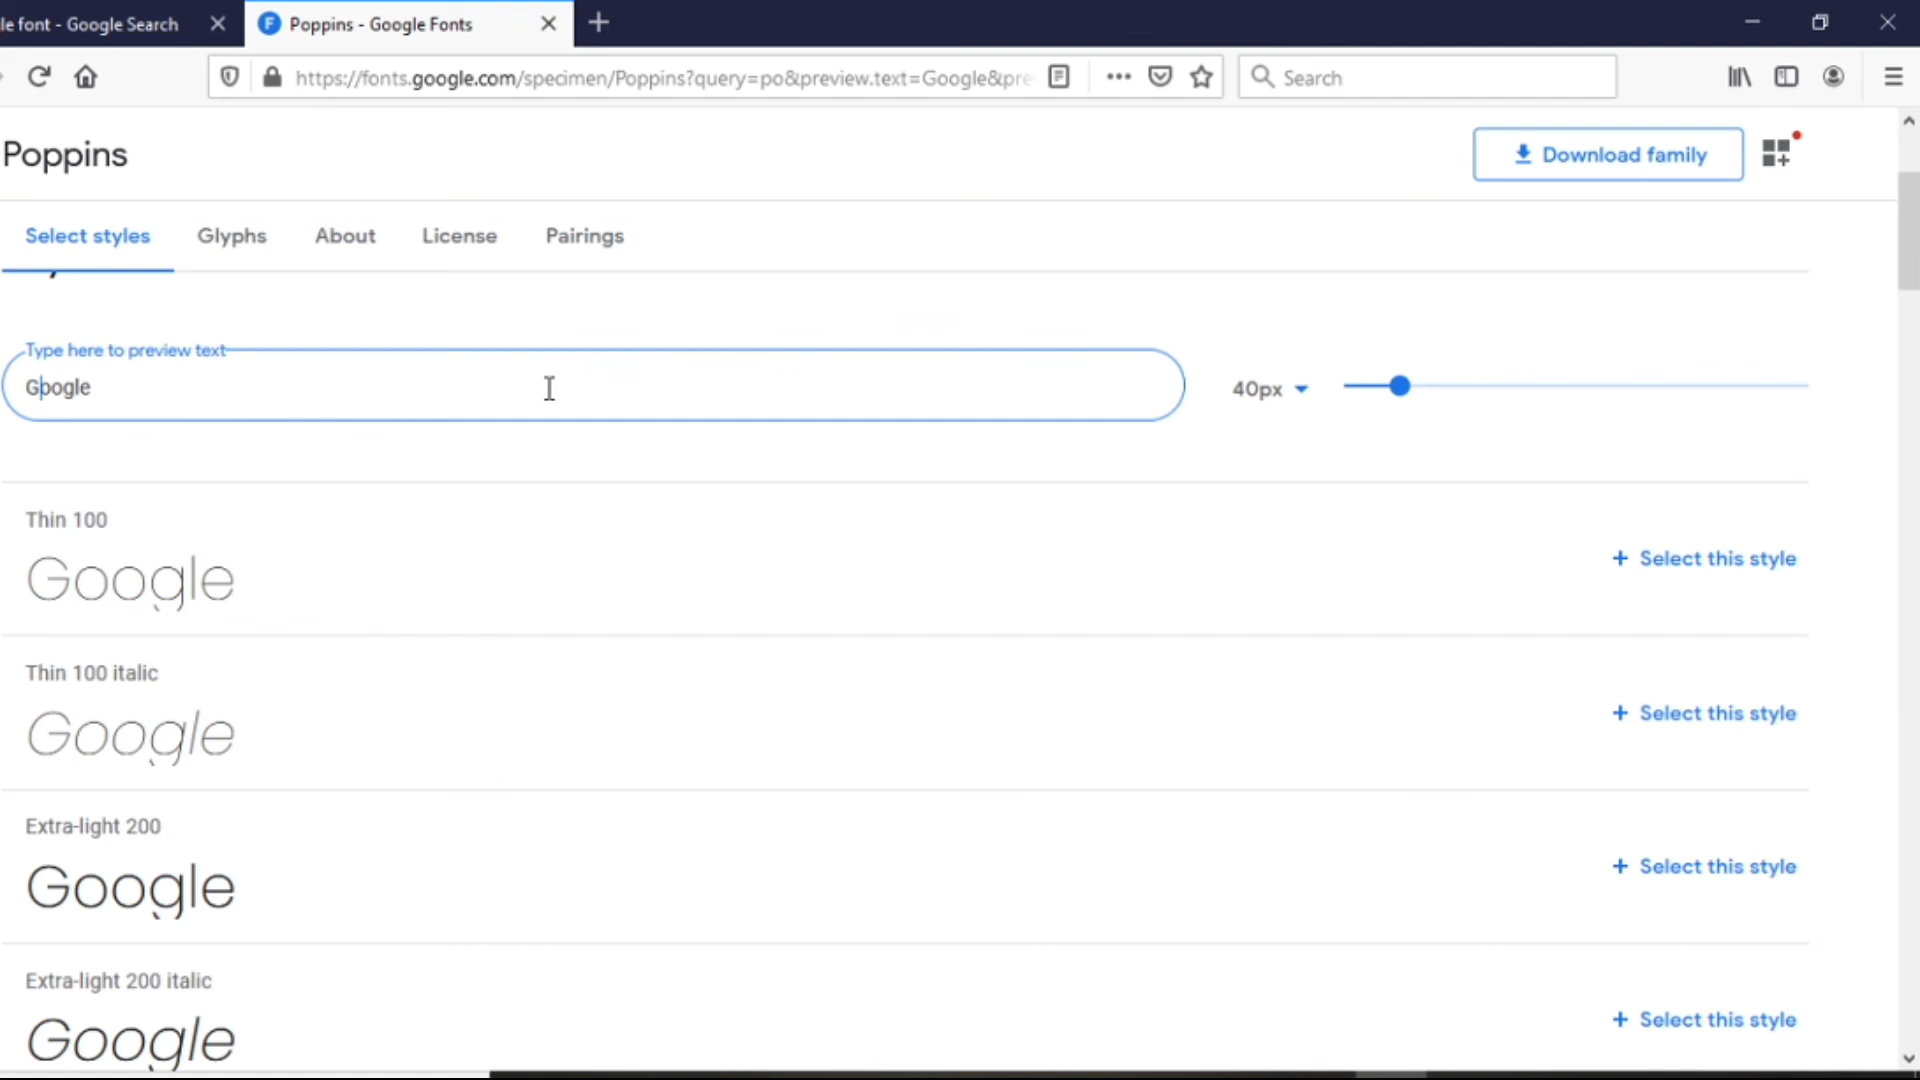 le font - Google Search
Poppins - Google Fonts
https://fonts.google.com/specimen/Poppins?query=po&preview.text=Google&pre
Search
Poppins
Download family
Select styles
Glyphs
About
License
Pairings
Type here to preview text
Google
40px
Thin 100
Google
Select this style
Thin 100 italic
Google
Select this style
Extra-light 200
Google
Select this style
Extra-light 200 italic
Google
Select this style